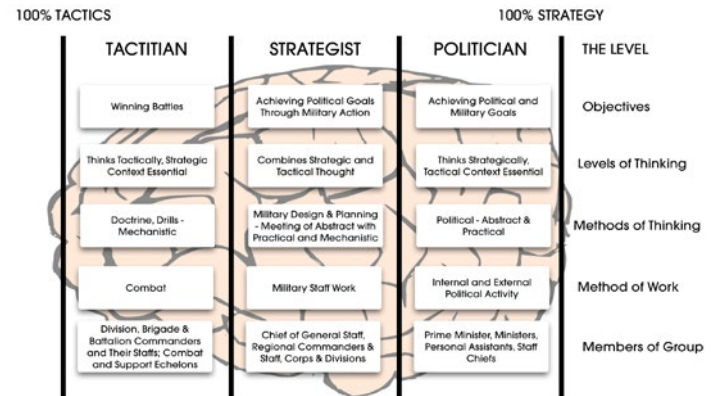 100% TACTICS
100% STRATEGY
TACTITIAN
STRATEGIST
POLITICIAN
THE LEVEL
Winning Battles
Achieving Political Goals
Through Military Action
Achieving Political and
Military Goals
Objectives
Thinks Tactically, Strategic
Context Essential
Combines Strategic and
Tactical Thought
Thinks Strategically,
Tactical Context Essential
Levels of Thinking
Doctrine, Drills -
Mechanistic
Military Design & Planning
- Meeting of Abstract with
Practical and Mechanistic
Political - Abstract &
Practical
Methods of Thinking
Combat
Military Staff Work
Internal and External
Political Activity
Method of Work
Division, Brigade &
Battalion Commanders
and Their Staffs; Combat
and Support Echelons
Chief of General Staff,
Regional Commanders &
Staff, Corps & Divisions
Prime Minister, Ministers,
Personal Assistants, Staff
Chiefs
Members of Group